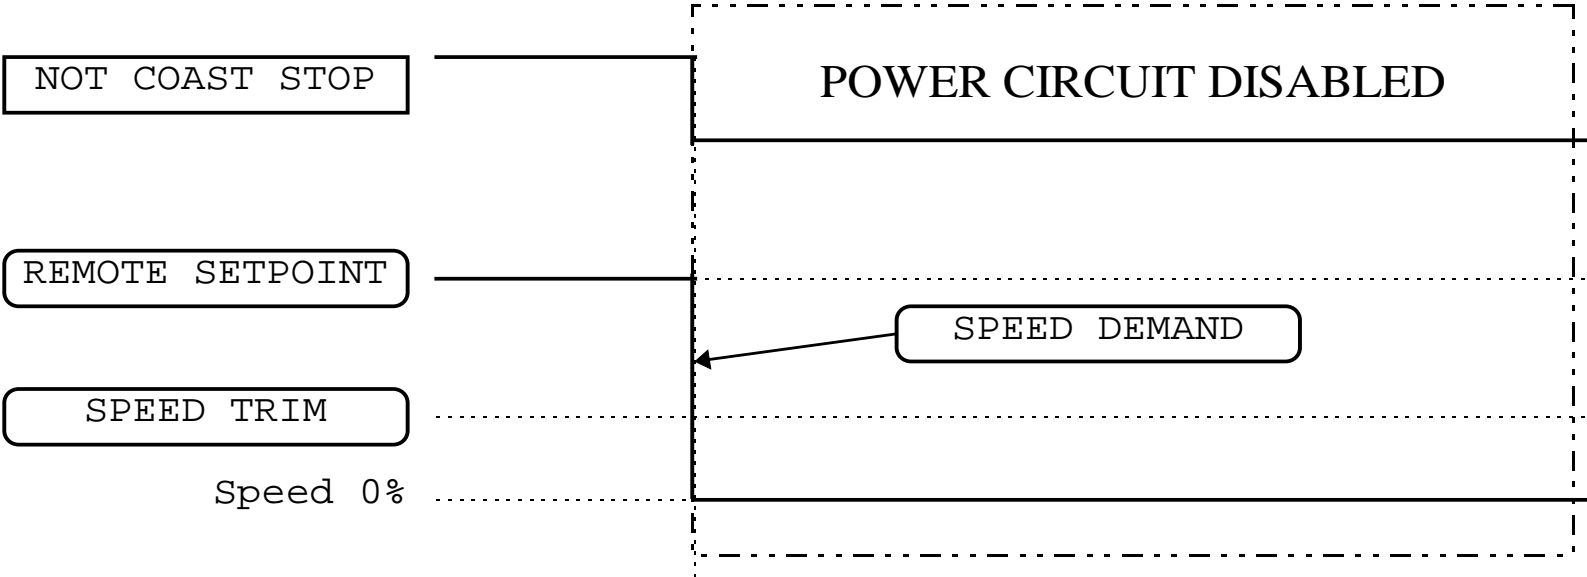 NOT COAST STOP
POWER CIRCUIT DISABLED
REMOTE SETPOINT
SPEED DEMAND
SPEED TRIM
Speed 0%